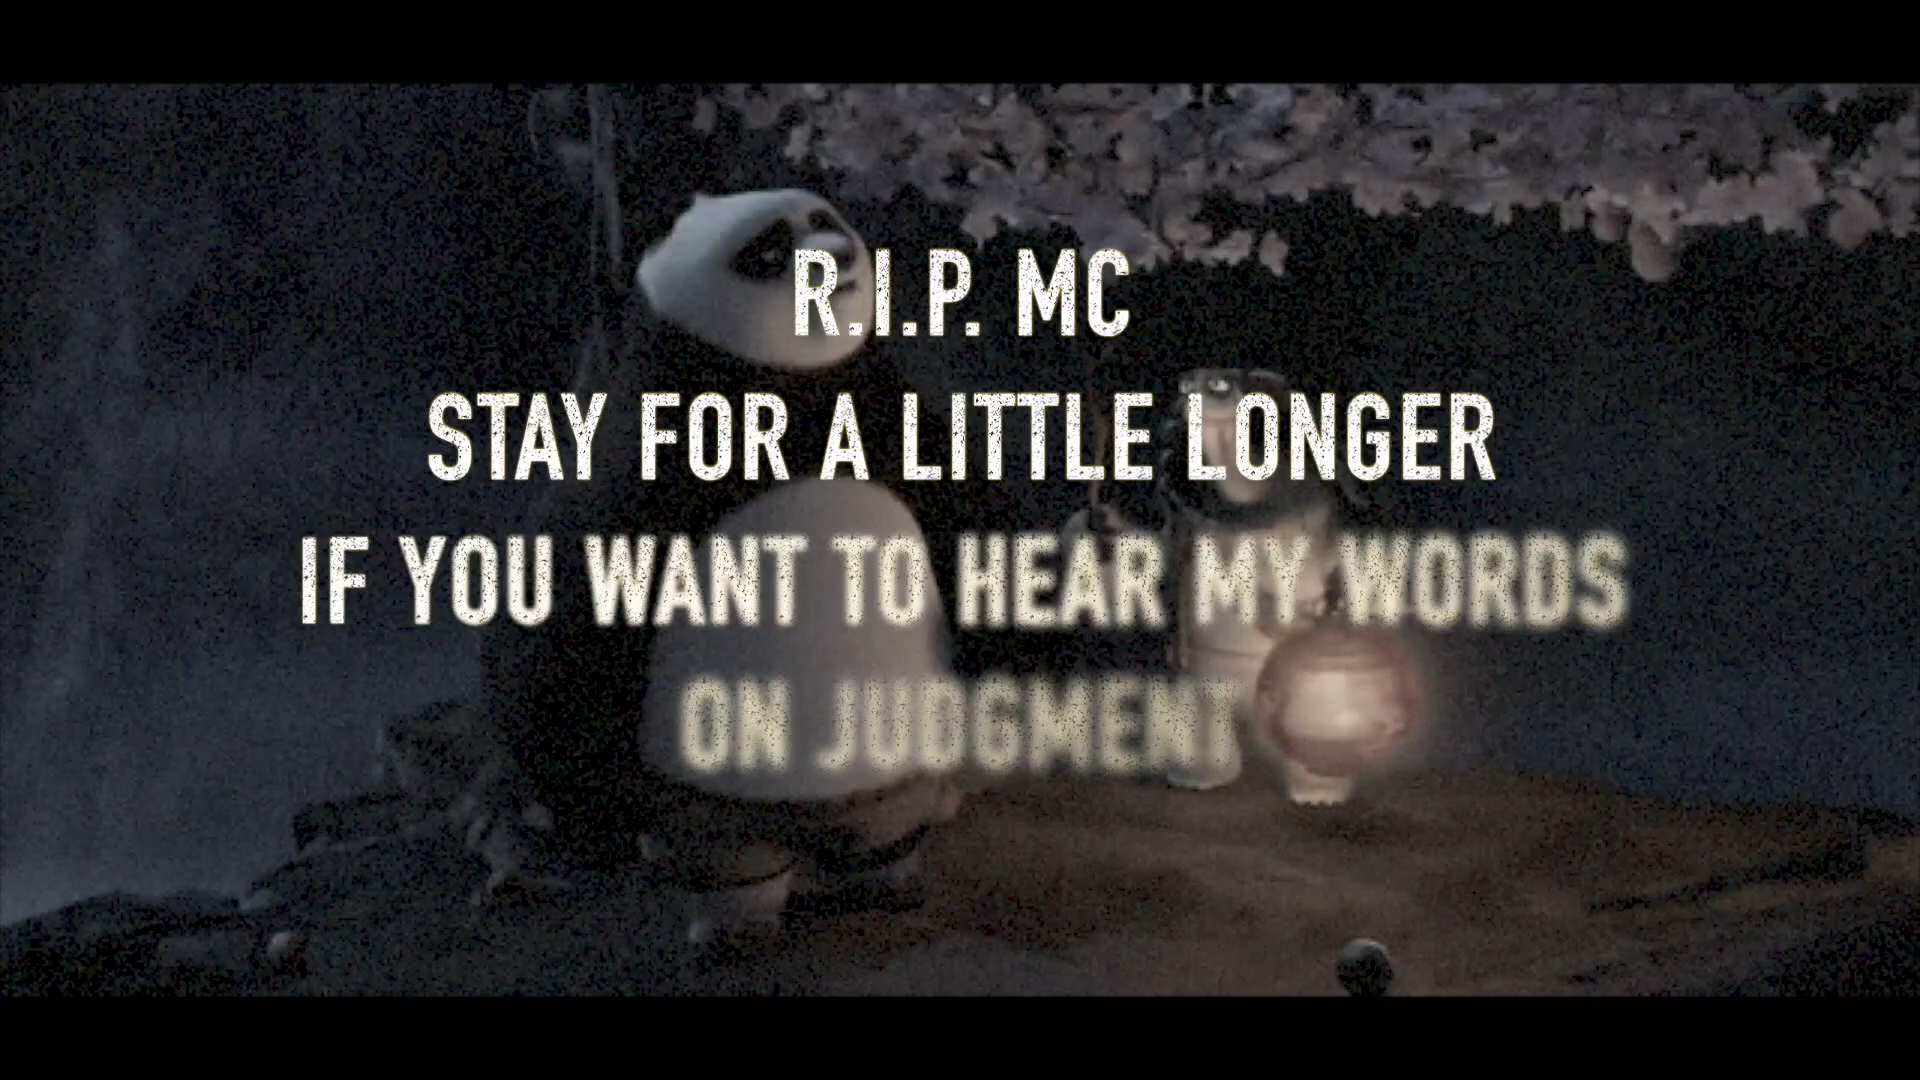 R.I.P. MC
STAY FOR A LITTLE LONGER
IF YOU WANT TO HEAR MY WORDS
ON JUDGMENT